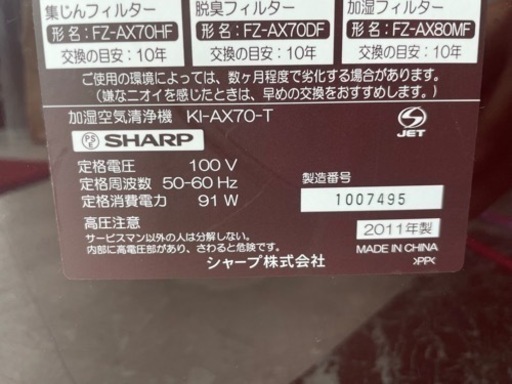 集じんフィルター 脱臭フィルター 加湿フィルター
形名:FZ-AX70HF 形名:FZ-AX70DF 形名:FZ-AX80MF
交換の目安:10年 交換の目安:10年 交換の目安:10年
ご使用の環境によっては、数ヶ月程度で劣化する場合があります。
(嫌なニオイを感じたときは、早めの交換をおすすめします。)
加湿空気清浄機 KI-AX70-T
PS E SHARP
S JET
定格電圧 100 V
定格周波数 50-60 Hz
定格消費電力 91 W
製造番号
1007495
高圧注意
サービスマン以外の人は分解しない。
内部に高電圧部があり、さわると危険です。
2011年製
MADE IN CHINA
シャープ株式会社
>PP<